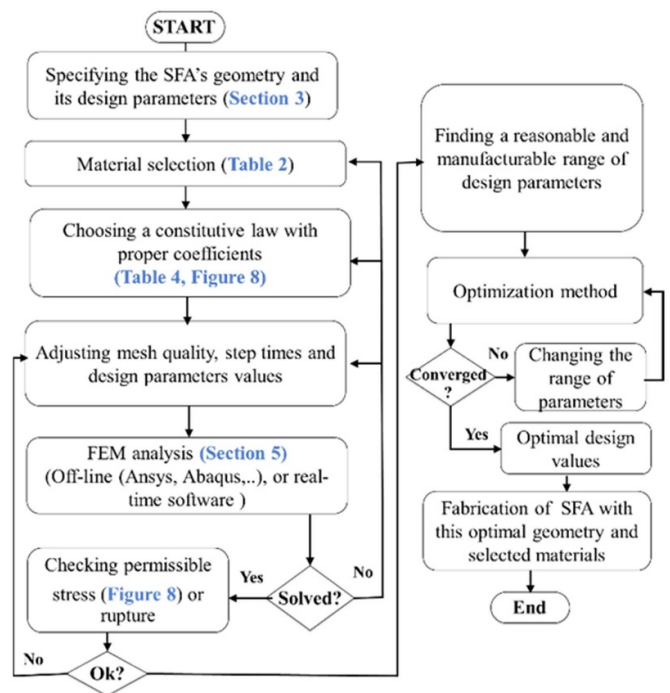 START
Specifying the SFA's geometry and
its design parameters (Section 3)
Material selection (Table 2)
Choosing a constitutive law with
proper coefficients
(Table 4, Figure 8)
Adjusting mesh quality, step times and
design parameters values
FEM analysis (Section 5)
(Off-line (Ansys, Abaqus,..), or real-
time software )
Solved?
Yes
No
Checking permissible
stress (Figure 8) or
rupture
Ok?
No
Finding a reasonable and
manufacturable range of
design parameters
Optimization method
Converged
?
No
Changing the
range of
parameters
Yes
Optimal design
values
Fabrication of SFA with
this optimal geometry and
selected materials
End